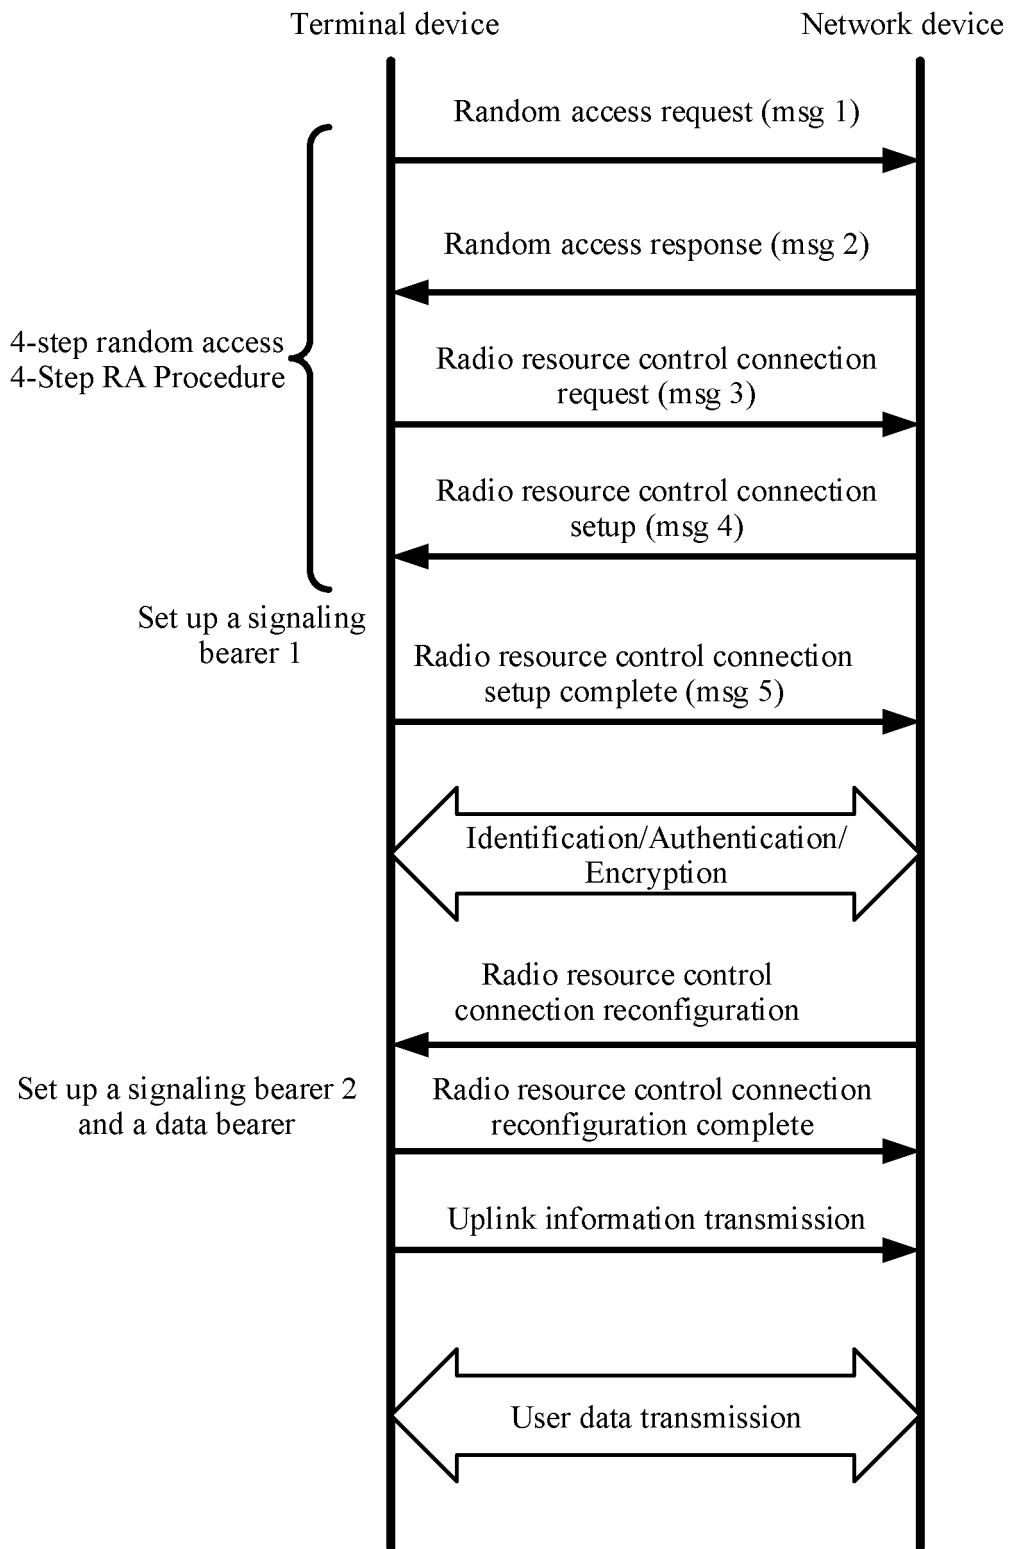 Terminal device
Network device
Random access request (msg 1)
Random access response (msg 2)
4-step random access
4-Step RA Procedure
Radio resource control connection
request (msg 3)
Radio resource control connection
setup (msg 4)
Set up a signaling
bearer 1
Radio resource control connection
setup complete (msg 5)
Identification/Authentication/
Encryption
Radio resource control
connection reconfiguration
Set up a signaling bearer 2
and a data bearer
Radio resource control connection
reconfiguration complete
Uplink information transmission
User data transmission